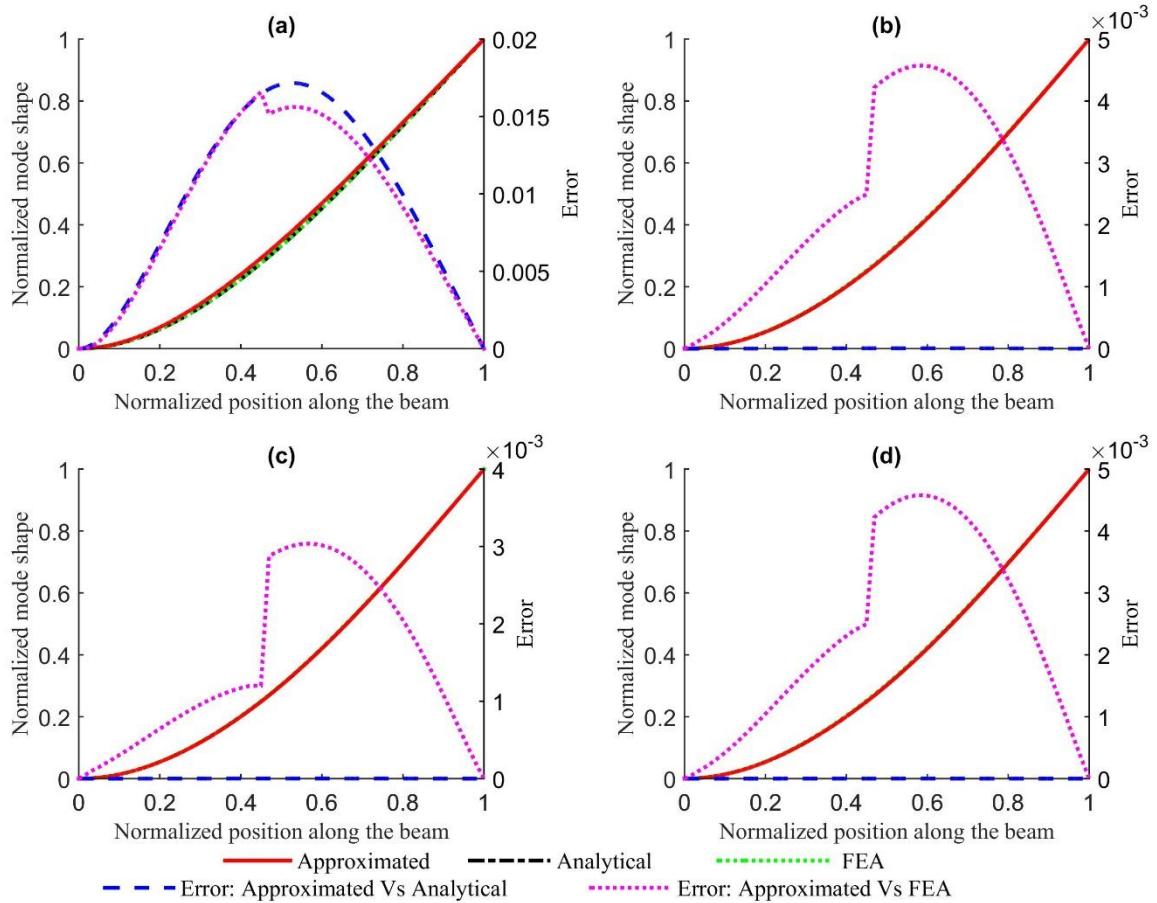 (a)
1
0.8
0.6
0.4
0.2
0
Normalized mode shape
0.02
0.015
0.01
0.005
0
Error
0 0.2 0.4 0.6 0.8 1
Normalized position along the beam
(b)
×10-3
1
0.8
0.6
0.4
0.2
0
Normalized mode shape
5
4
3
2
1
0
Error
0 0.2 0.4 0.6 0.8 1
Normalized position along the beam
(c)
×10-3
1
0.8
0.6
0.4
0.2
0
Normalized mode shape
4
3
2
1
0
Error
0 0.2 0.4 0.6 0.8 1
Normalized position along the beam
(d)
×10-3
1
0.8
0.6
0.4
0.2
0
Normalized mode shape
5
4
3
2
1
0
Error
0 0.2 0.4 0.6 0.8 1
Normalized position along the beam
Approximated Analytical FEA
Error: Approximated Vs Analytical Error: Approximated Vs FEA